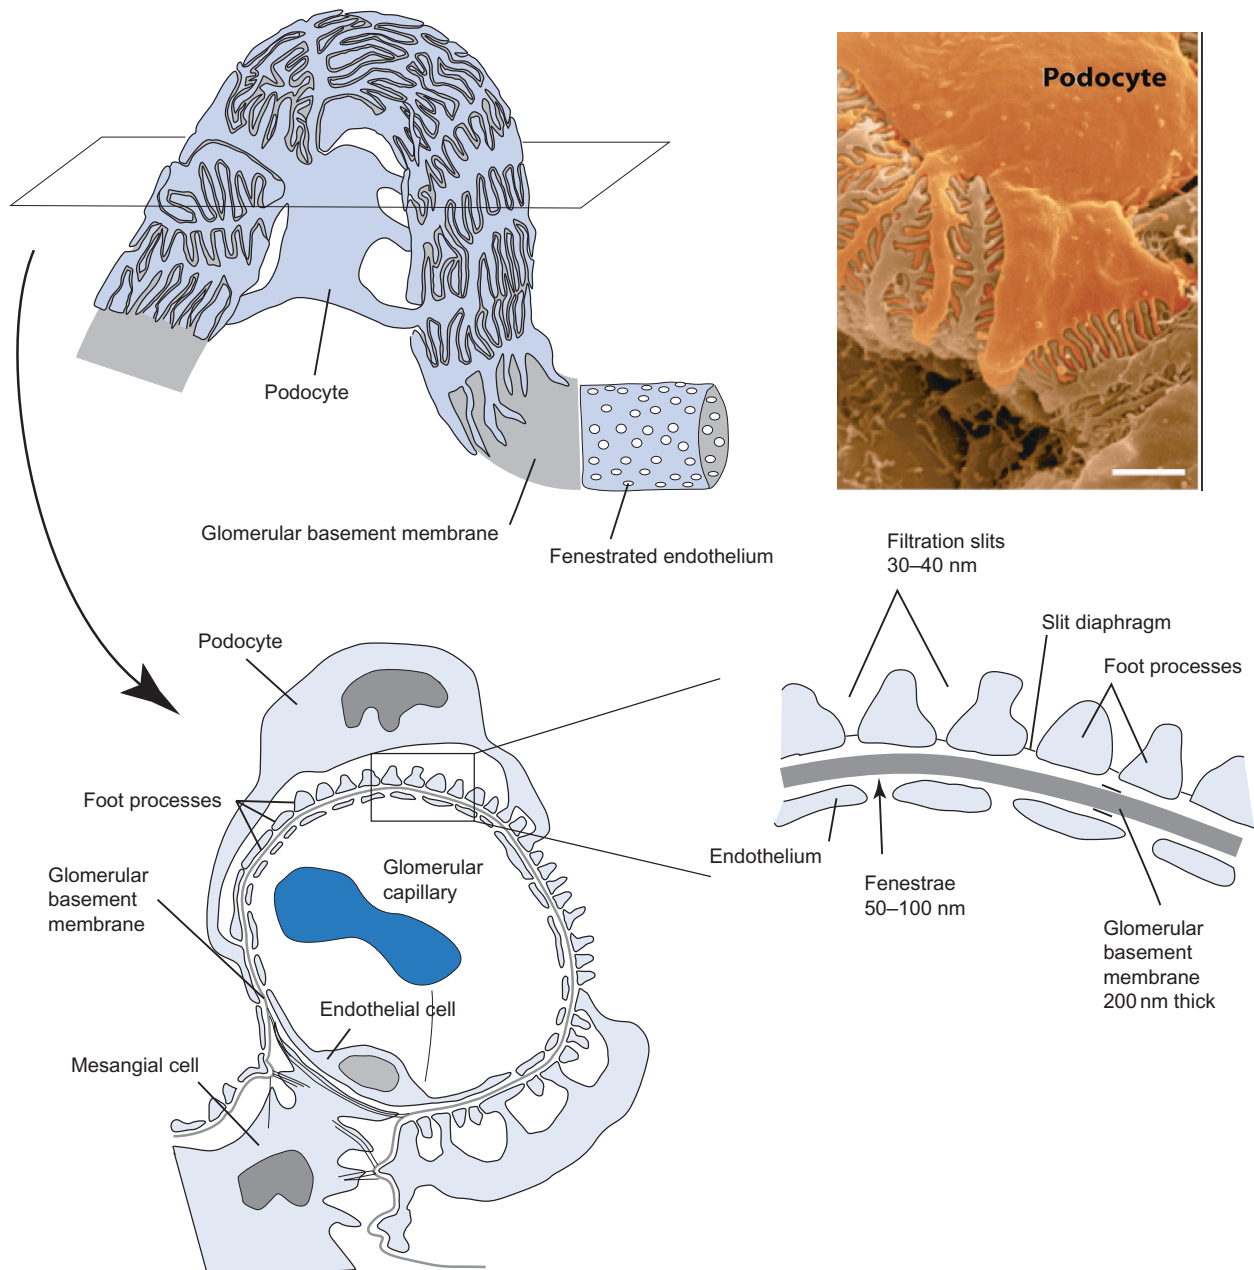 Podocyte
Podocyte
Glomerular basement membrane
Fenestrated endothelium
Filtration slits
30–40 nm
Slit diaphragm
Foot processes
Podocyte
Foot processes
Glomerular
basement
membrane
Glomerular
capillary
Endothelial cell
Mesangial cell
Endothelium
Fenestrae
50–100 nm
Glomerular
basement
membrane
200 nm thick